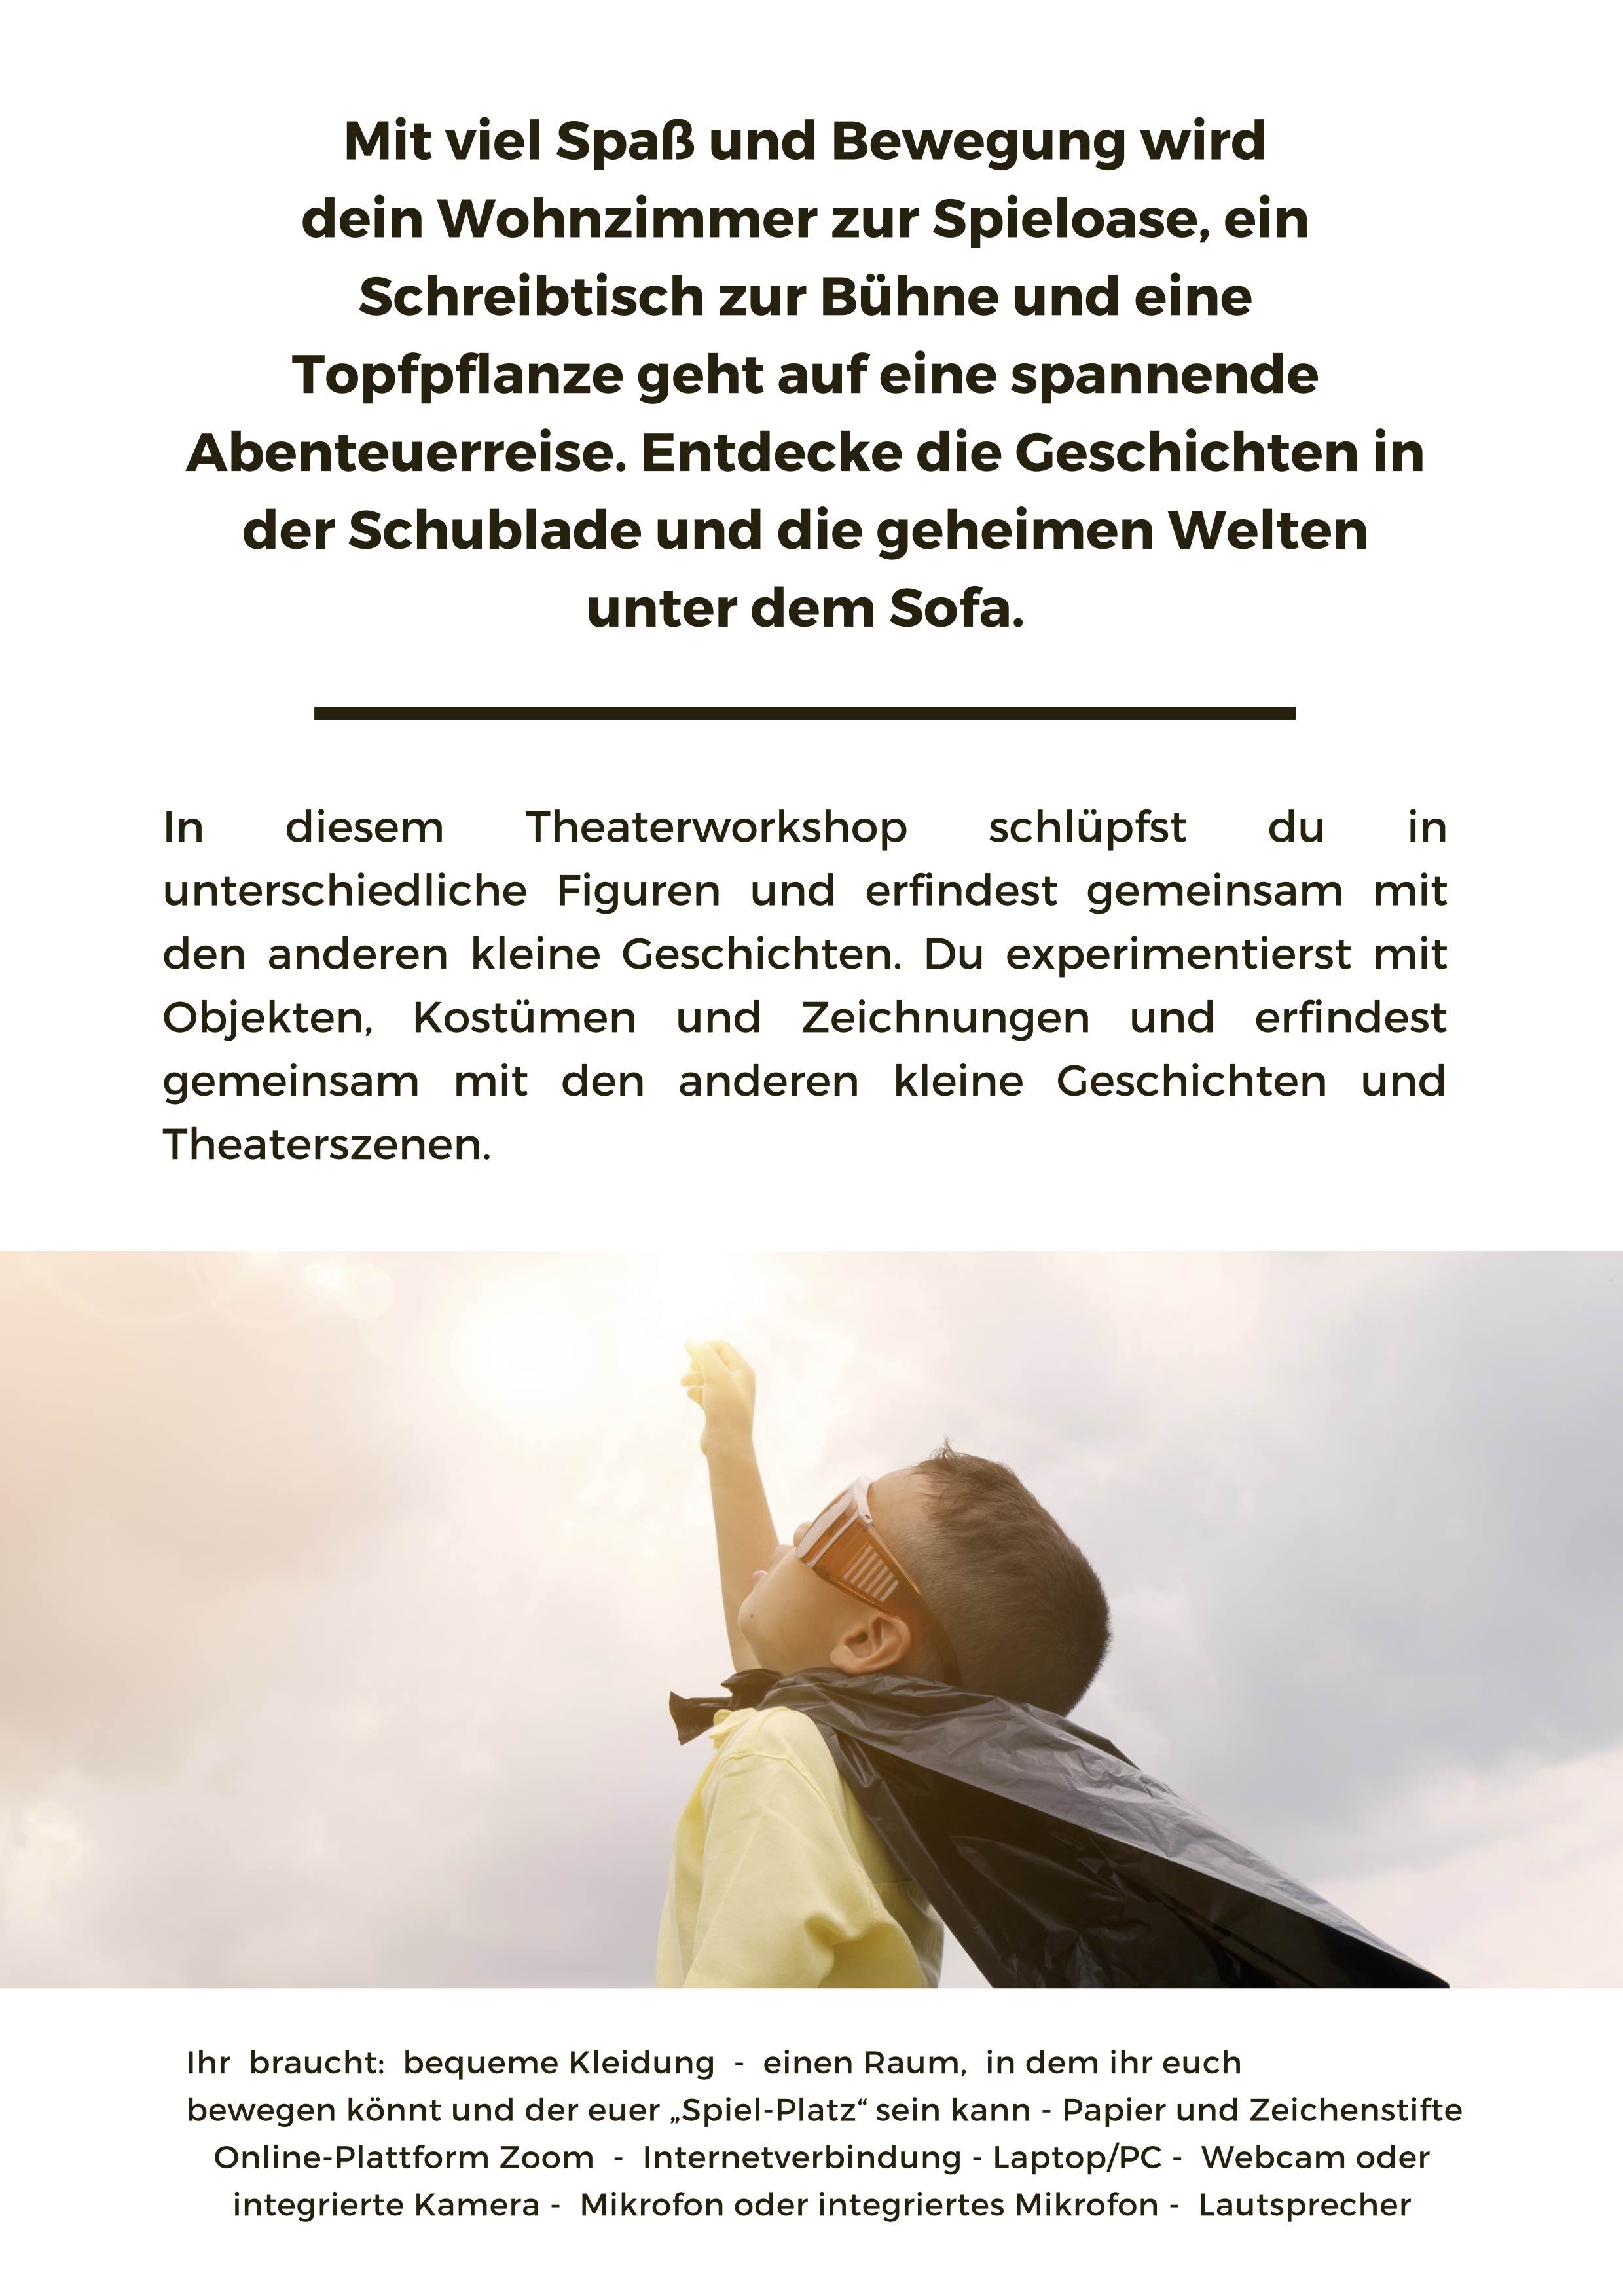 Mit viel Spaß und Bewegung wird
dein Wohnzimmer zur Spieloase, ein
Schreibtisch zur Bühne und eine
Topfpflanze geht auf eine spannende
Abenteuerreise. Entdecke die Geschichten in
der Schublade und die geheimen Welten
unter dem Sofa.
In diesem Theaterworkshop schlüpfst du in
unterschiedliche Figuren und erfindest gemeinsam mit
den anderen kleine Geschichten. Du experimentierst mit
Objekten, Kostümen und Zeichnungen und erfindest
gemeinsam mit den anderen kleine Geschichten und
Theaterszenen.
Ihr braucht: bequeme Kleidung - einen Raum, in dem ihr euch
bewegen könnt und der euer „Spiel-Platz“ sein kann - Papier und Zeichenstifte
Online-Plattform Zoom - Internetverbindung - Laptop/PC - Webcam oder
integrierte Kamera - Mikrofon oder integriertes Mikrofon - Lautsprecher